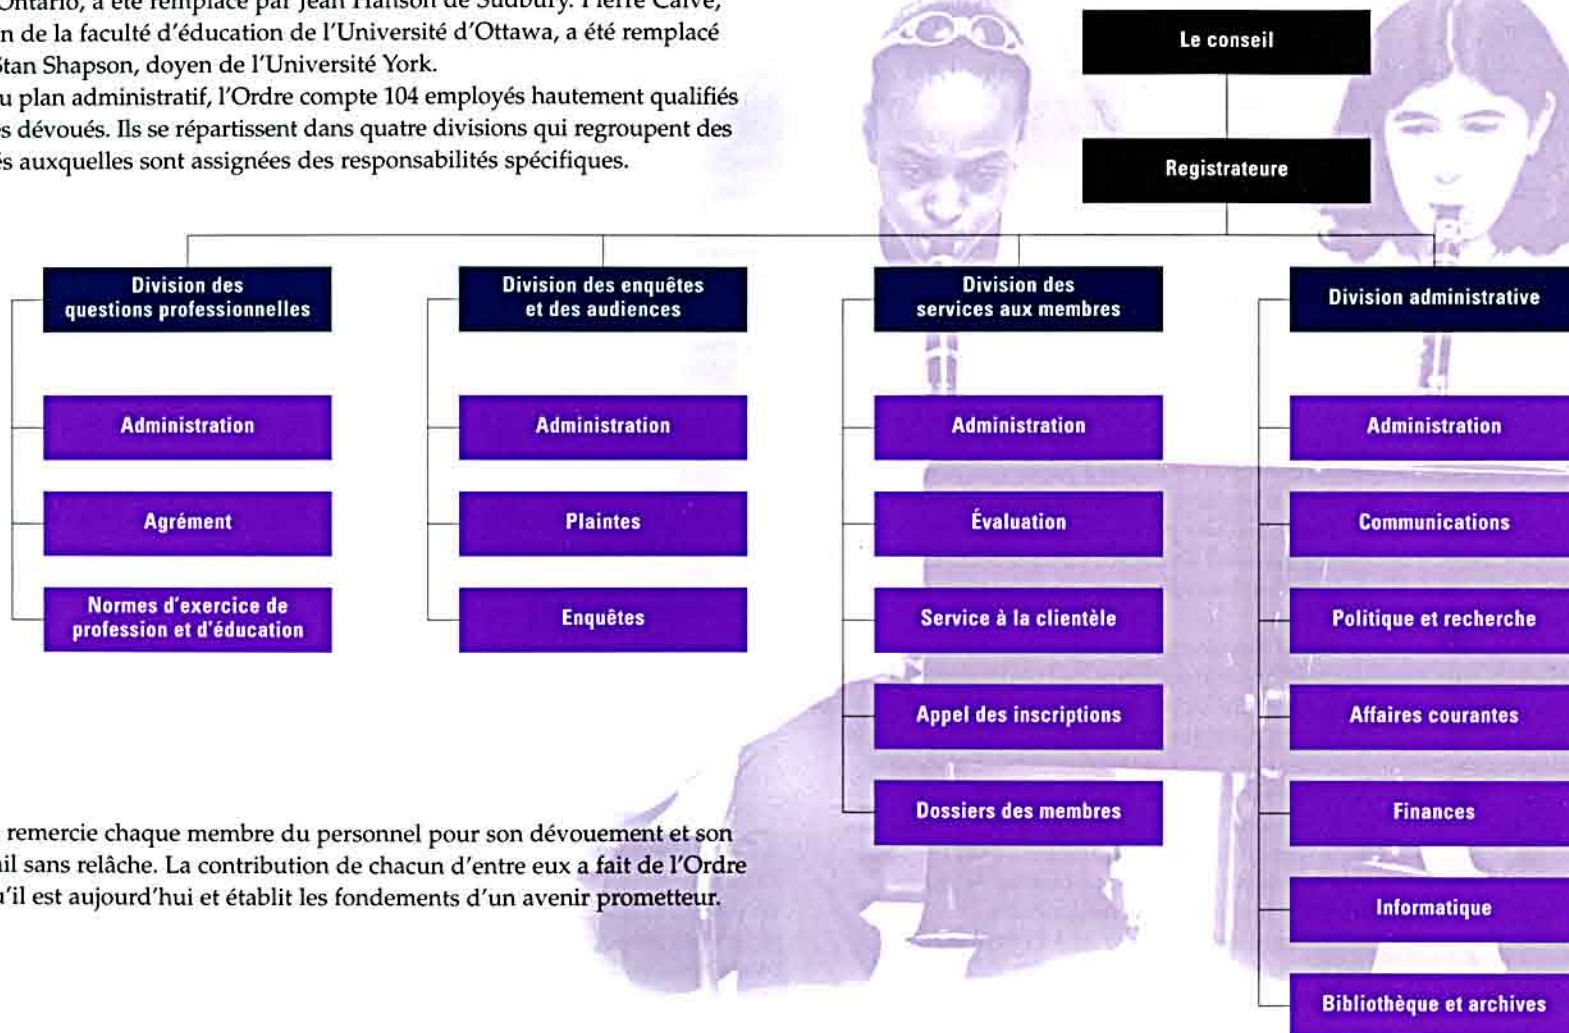 Ontario, a été remplacé par Jean Hanson de Sudbury. Pierre Calvé,
n de la faculté d'éducation de l'Université d'Ottawa, a été remplacé
Stan Shapson, doyen de l'Université York.
u plan administratif, l'Ordre compte 104 employés hautement qualifiés
s dévoués. Ils se répartissent dans quatre divisions qui regroupent des
és auxquelles sont assignées des responsabilités spécifiques.
Le conseil
Registrateure
Division des
questions professionnelles
Administration
Agrément
Normes d'exercice de
profession et d'éducation
Division des enquêtes
et des audiences
Administration
Plaintes
Enquêtes
Division des
services aux membres
Administration
Évaluation
Service à la clientèle
Appel des inscriptions
Dossiers des membres
Division administrative
Administration
Communications
Politique et recherche
Affaires courantes
Finances
Informatique
Bibliothèque et archives
remercie chaque membre du personnel pour son dévouement et son
ail sans relâche. La contribution de chacun d'entre eux a fait de l'Ordre
u'il est aujourd'hui et établit les fondements d'un avenir prometteur.